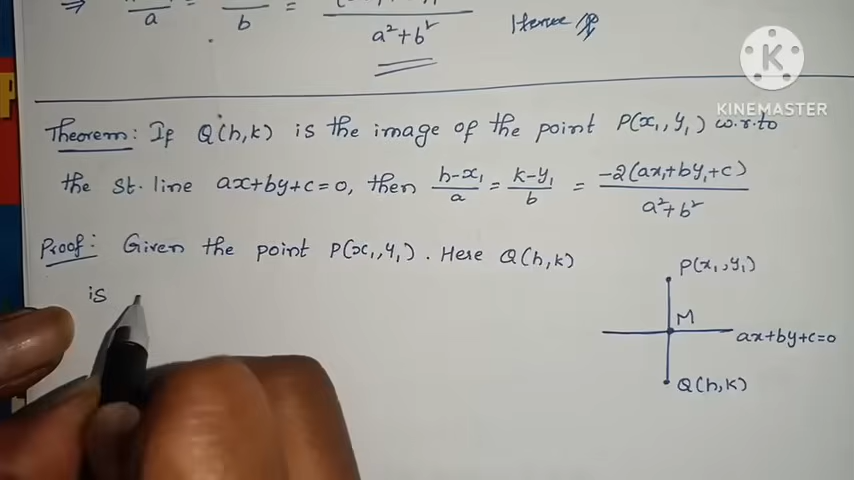 ⇒ a b = a²+b² Hence
K
KINEMASTER
Theorem: If Q(h,k) is the image of the point P(x₁,y₁) w.r.to
the st. line ax+by+c=0, then (h-x₁)/a = (k-y₁)/b = -2(ax₁+by₁+c)/(a²+b²)
Proof: Given the point P(x₁,y₁). Here Q(h,k)
is
P(x₁,y₁)
M
ax+by+c=0
Q(h,k)